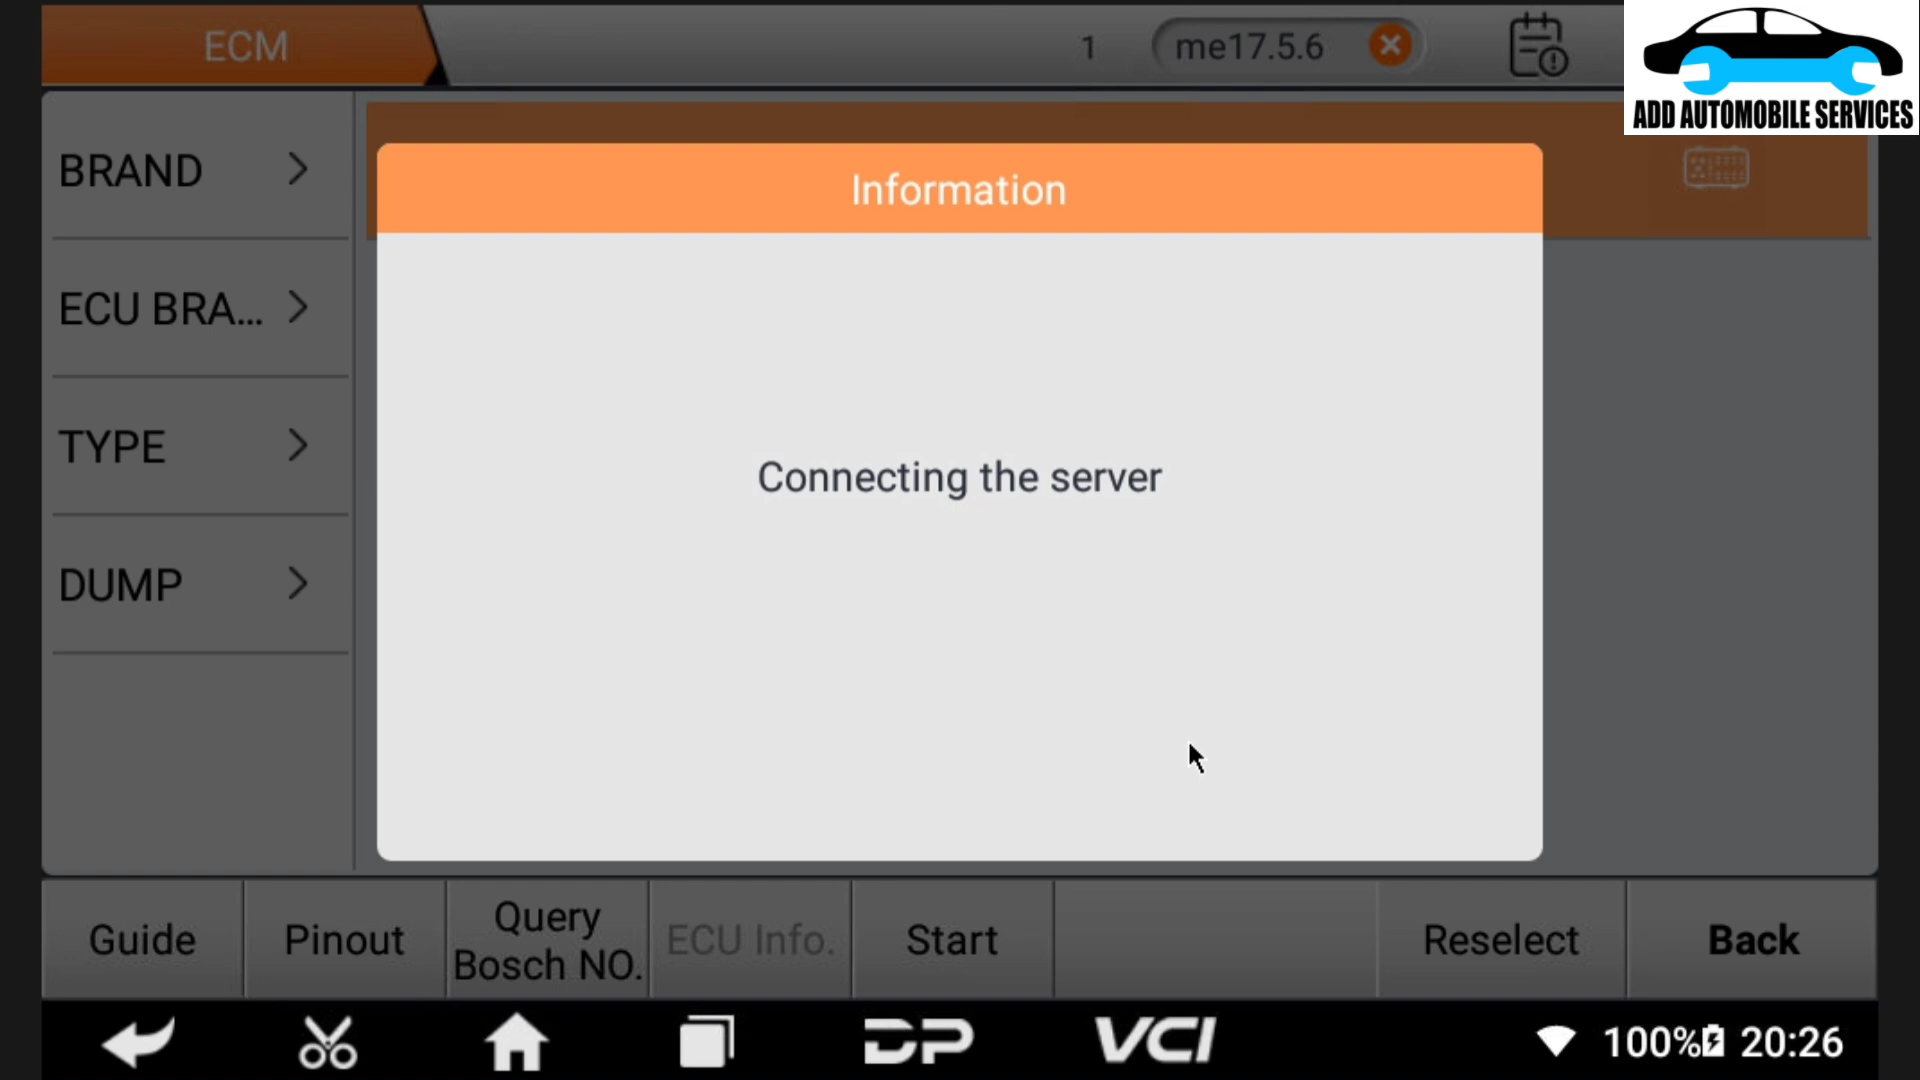 ECM
1
me17.5.6
ADD AUTOMOBILE SERVICES
BRAND
ECU BRA...
TYPE
DUMP
Information
Connecting the server
Guide
Pinout
Query
Bosch NO.
ECU Info.
Start
Reselect
Back
DP
VCI
100%
20:26